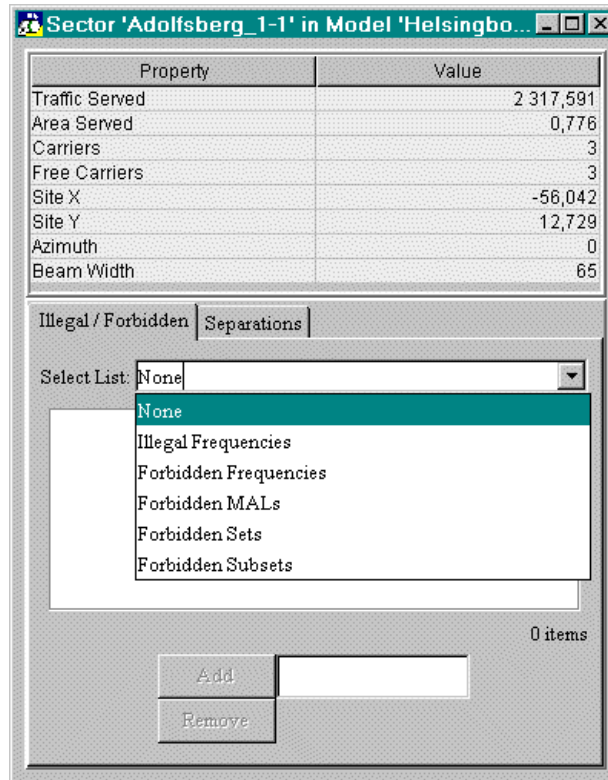 Sector 'Adolfsberg_1-1' in Model 'Helsingbo...
Property Value
Traffic Served 2 317,591
Area Served 0,776
Carriers 3
Free Carriers 3
Site X -56,042
Site Y 12,729
Azimuth 0
Beam Width 65
Illegal / Forbidden Separations
Select List: None
None
Illegal Frequencies
Forbidden Frequencies
Forbidden MALs
Forbidden Sets
Forbidden Subsets
0 items
Add
Remove